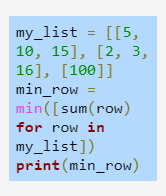 my_list = [[5,
10, 15], [2, 3,
16], [100]]
min_row =
min([sum(row)
for row in
my_list])
print(min_row)